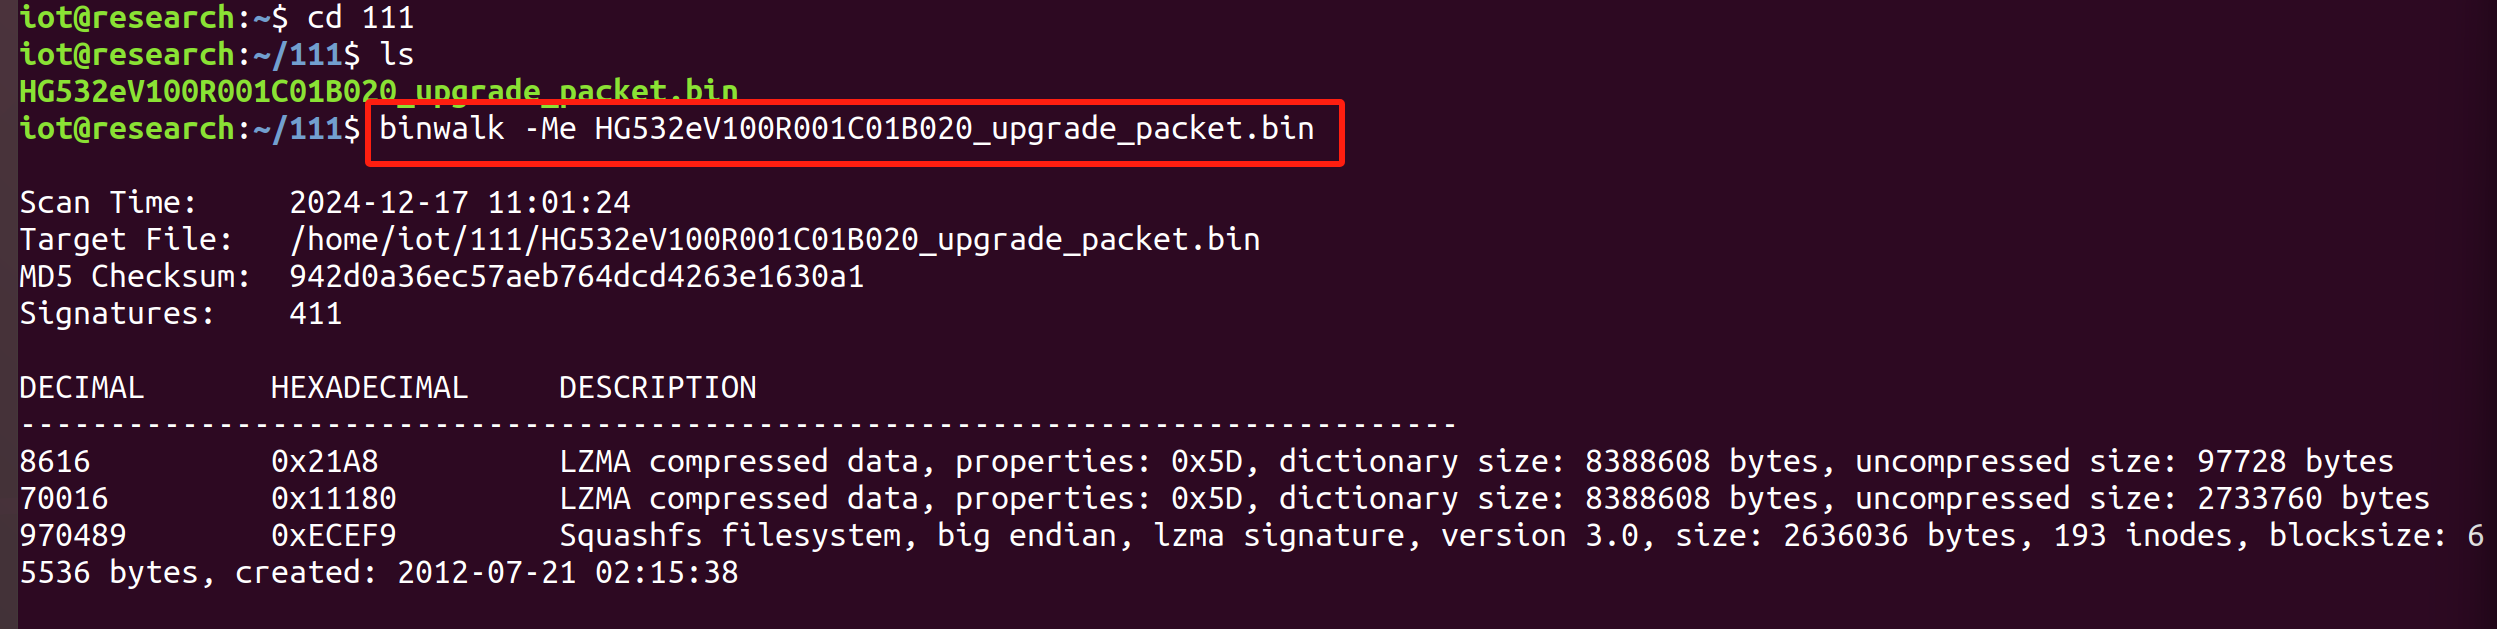 iot@research:~$ cd 111
iot@research:~/111$ ls
HG532eV100R001C01B020_upgrade_packet.bin
iot@research:~/111$ binwalk -Me HG532eV100R001C01B020_upgrade_packet.bin
Scan Time:     2024-12-17 11:01:24
Target File:   /home/iot/111/HG532eV100R001C01B020_upgrade_packet.bin
MD5 Checksum:  942d0a36ec57aeb764dcd4263e1630a1
Signatures:    411
DECIMAL       HEXADECIMAL     DESCRIPTION
--------------------------------------------------------------------------------
8616          0x21A8          LZMA compressed data, properties: 0x5D, dictionary size: 8388608 bytes, uncompressed size: 97728 bytes
70016         0x11180         LZMA compressed data, properties: 0x5D, dictionary size: 8388608 bytes, uncompressed size: 2733760 bytes
970489        0xECEF9         Squashfs filesystem, big endian, lzma signature, version 3.0, size: 2636036 bytes, 193 inodes, blocksize: 6
5536 bytes, created: 2012-07-21 02:15:38